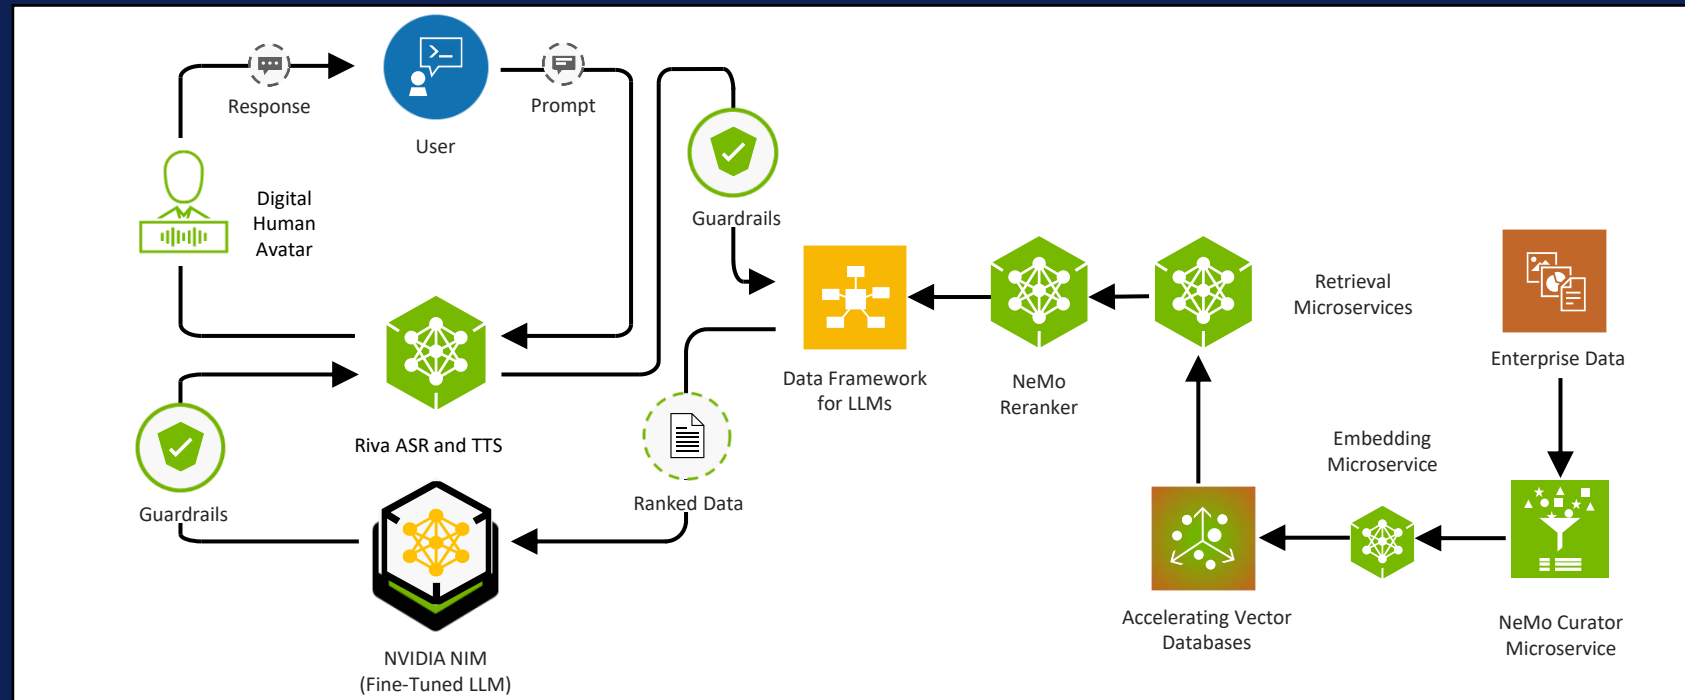 Response
Prompt
User
Digital
Human
Avatar
Guardrails
Retrieval
Microservices
Enterprise Data
Data Framework
for LLMs
NeMo
Reranker
Riva ASR and TTS
Embedding
Microservice
Guardrails
Ranked Data
Accelerating Vector
Databases
NeMo Curator
Microservice
NVIDIA NIM
(Fine-Tuned LLM)